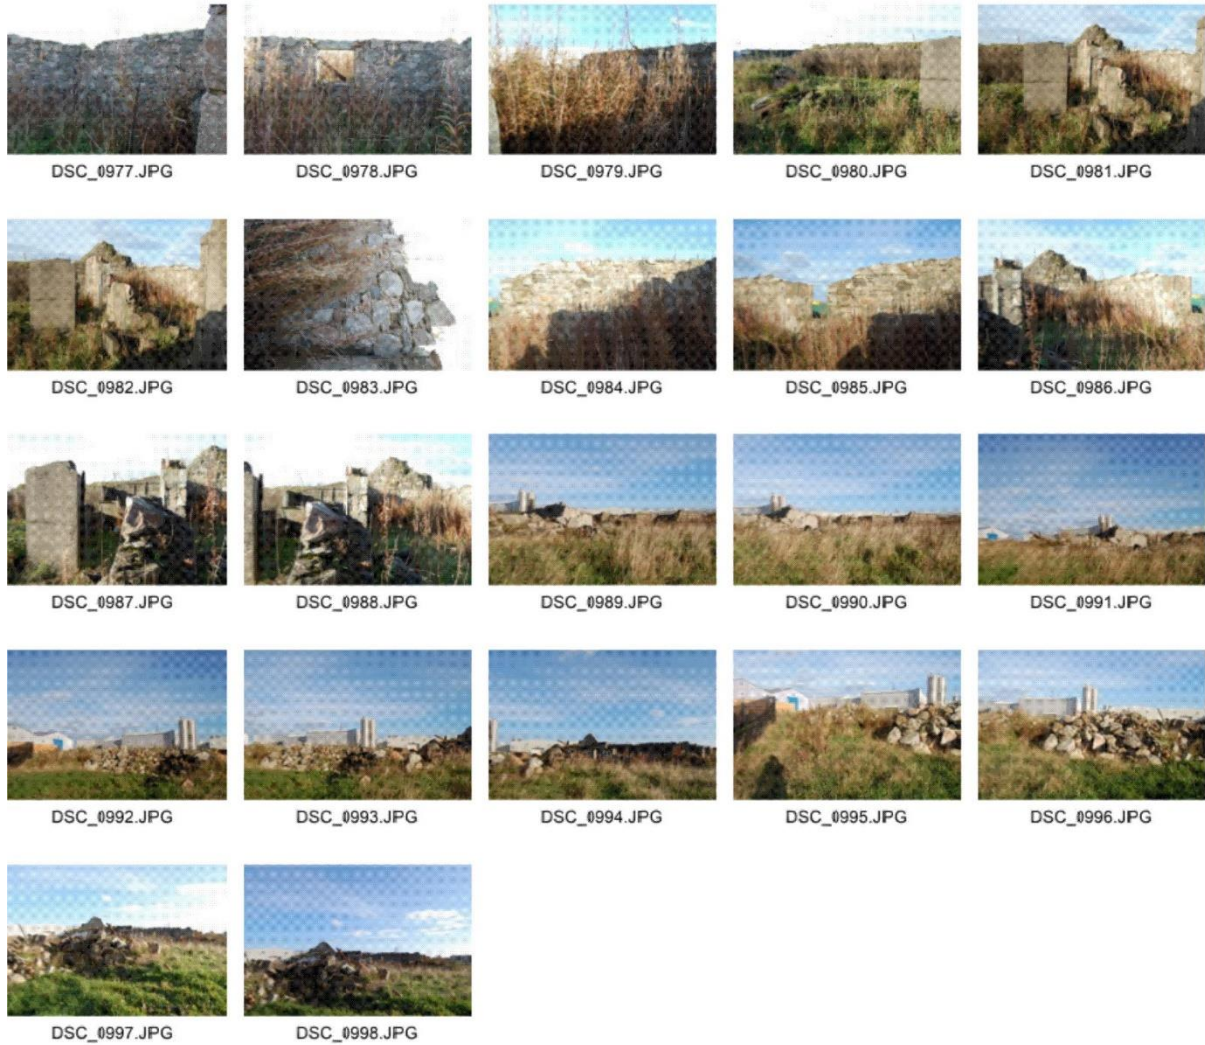 DSC_0977.JPG DSC_0978.JPG DSC_0979.JPG DSC_0980.JPG DSC_0981.JPG
DSC_0982.JPG DSC_0983.JPG DSC_0984.JPG DSC_0985.JPG DSC_0986.JPG
DSC_0987.JPG DSC_0988.JPG DSC_0989.JPG DSC_0990.JPG DSC_0991.JPG
DSC_0992.JPG DSC_0993.JPG DSC_0994.JPG DSC_0995.JPG DSC_0996.JPG
DSC_0997.JPG DSC_0998.JPG